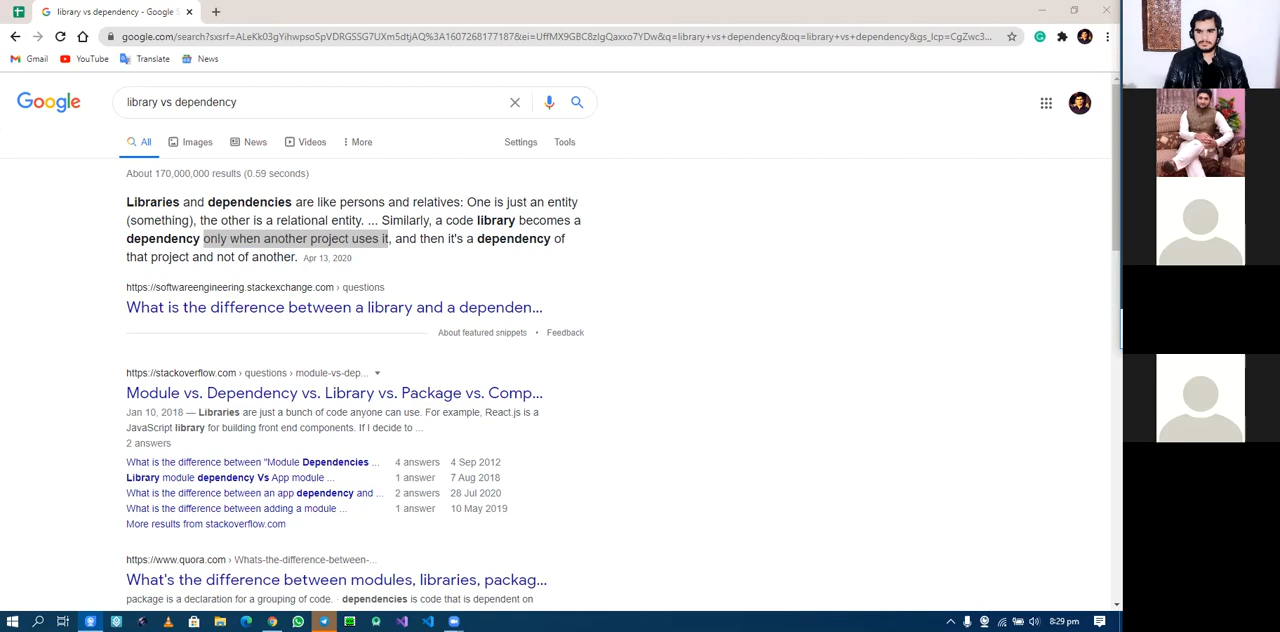 library vs dependency - Google S
google.com/search?sxsrf=ALeKk03gYihwpsoSpVDRGSSG7UXm5dtjAQ%3A1607268177187&ei=UffMX9GBC8zlgQaxxo7YDw&q=library+vs+dependency&oq=library+vs+dependency&gs_lcp=CgZwc3...
Gmail YouTube Translate News
Google library vs dependency
All Images News Videos More Settings Tools
About 170,000,000 results (0.59 seconds)
Libraries and dependencies are like persons and relatives: One is just an entity
(something), the other is a relational entity. ... Similarly, a code library becomes a
dependency only when another project uses it, and then it's a dependency of
that project and not of another. Apr 13, 2020
https://softwareengineering.stackexchange.com › questions
What is the difference between a library and a dependen...
About featured snippets • Feedback
https://stackoverflow.com › questions › module-vs-dep...
Module vs. Dependency vs. Library vs. Package vs. Comp...
Jan 10, 2018 — Libraries are just a bunch of code anyone can use. For example, React.js is a
JavaScript library for building front end components. If I decide to ...
2 answers
What is the difference between "Module Dependencies ... 4 answers 4 Sep 2012
Library module dependency Vs App module ... 1 answer 7 Aug 2018
What is the difference between an app dependency and ... 2 answers 28 Jul 2020
What is the difference between adding a module ... 1 answer 10 May 2019
More results from stackoverflow.com
https://www.quora.com › Whats-the-difference-between-...
What's the difference between modules, libraries, packag...
package is a declaration for a grouping of code. · dependencies is code that is dependent on
8:29 pm